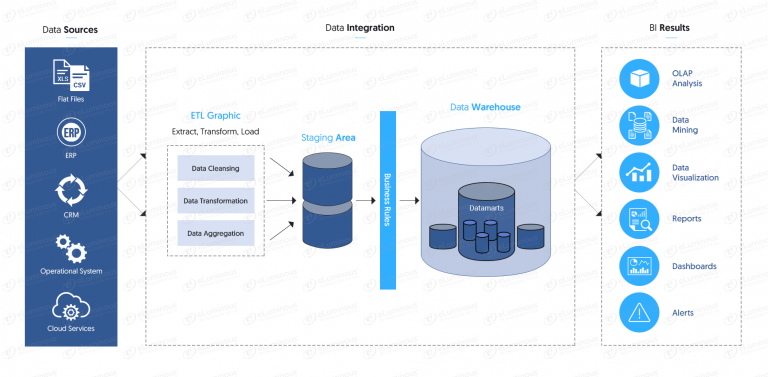 Data Sources
Data Integration
BI Results
XLS
CSV
Flat Files
ERP
ERP
CRM
Operational System
Cloud Services
ETL Graphic
Extract, Transform, Load
Data Cleansing
Data Transformation
Data Aggregation
Staging Area
Business Rules
Data Warehouse
Datamarts
OLAP
Analysis
Data
Mining
Data
Visualization
Reports
Dashboards
Alerts